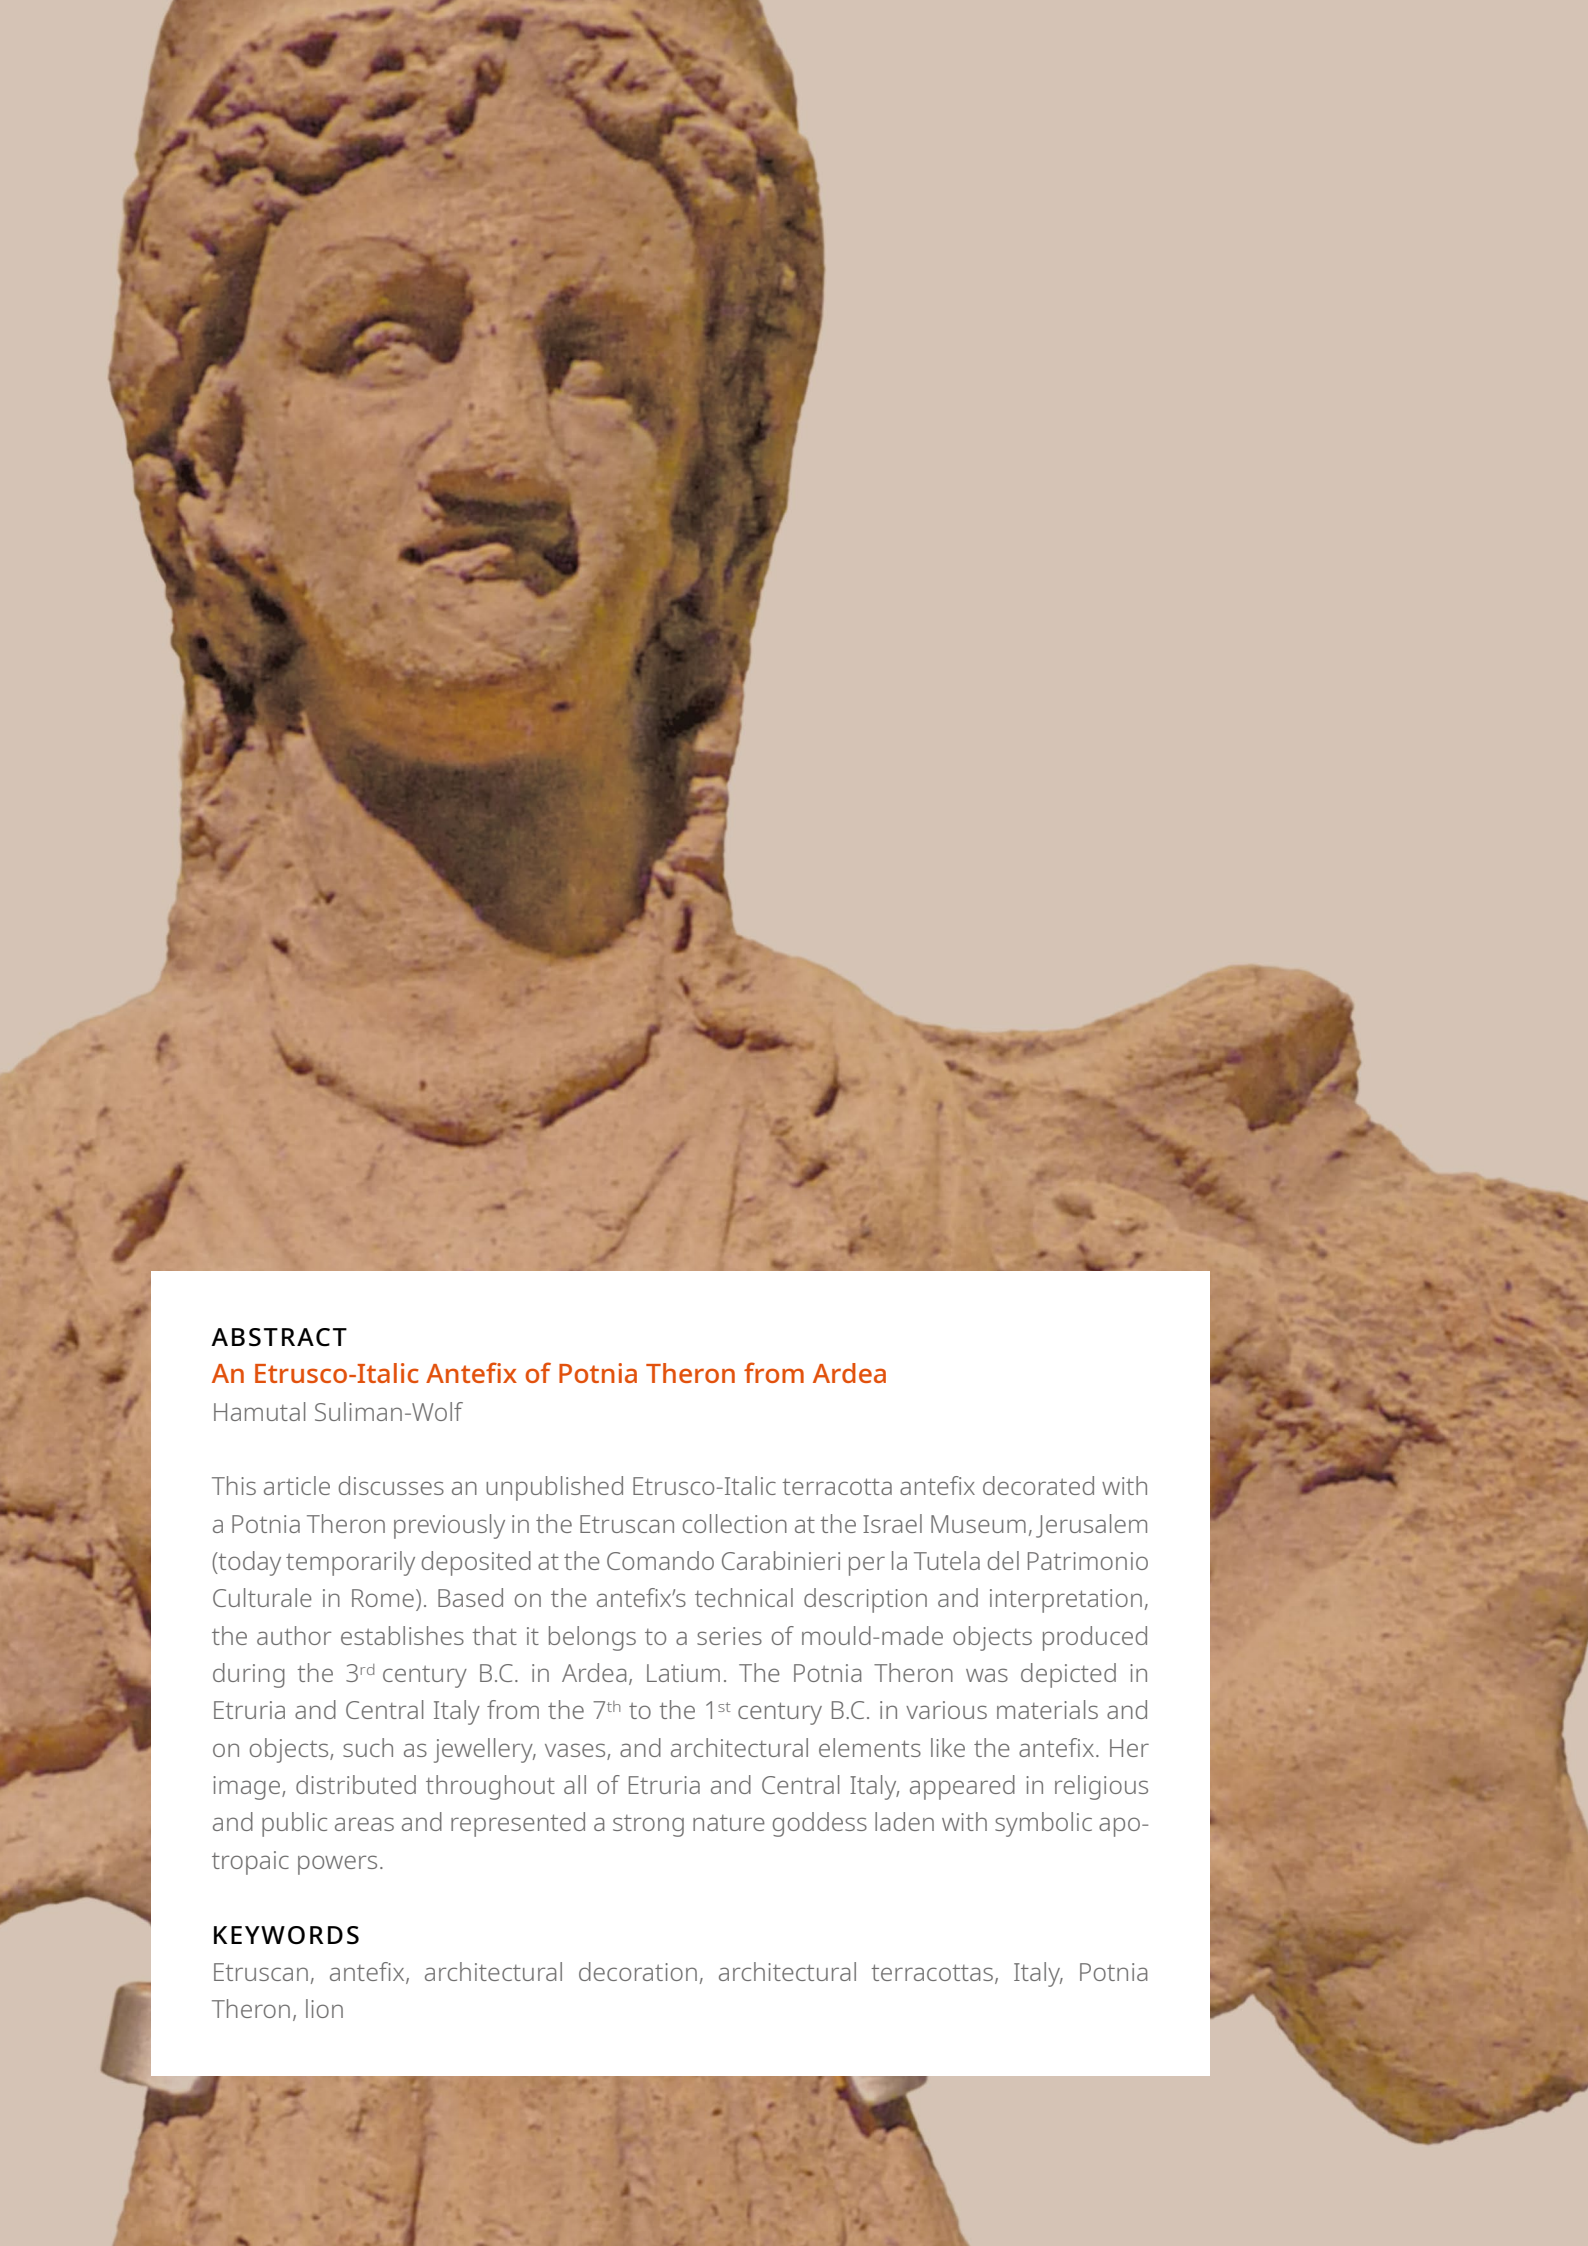 ABSTRACT
An Etrusco-Italic Antefix of Potnia Theron from Ardea
Hamutal Suliman-Wolf
This article discusses an unpublished Etrusco-Italic terracotta antefix decorated with
a Potnia Theron previously in the Etruscan collection at the Israel Museum, Jerusalem
(today temporarily deposited at the Comando Carabinieri per la Tutela del Patrimonio
Culturale in Rome). Based on the antefix’s technical description and interpretation,
the author establishes that it belongs to a series of mould-made objects produced
during the 3rd century B.C. in Ardea, Latium. The Potnia Theron was depicted in
Etruria and Central Italy from the 7th to the 1st century B.C. in various materials and
on objects, such as jewellery, vases, and architectural elements like the antefix. Her
image, distributed throughout all of Etruria and Central Italy, appeared in religious
and public areas and represented a strong nature goddess laden with symbolic apo-
tropaic powers.
KEYWORDS
Etruscan, antefix, architectural decoration, architectural terracottas, Italy, Potnia
Theron, lion